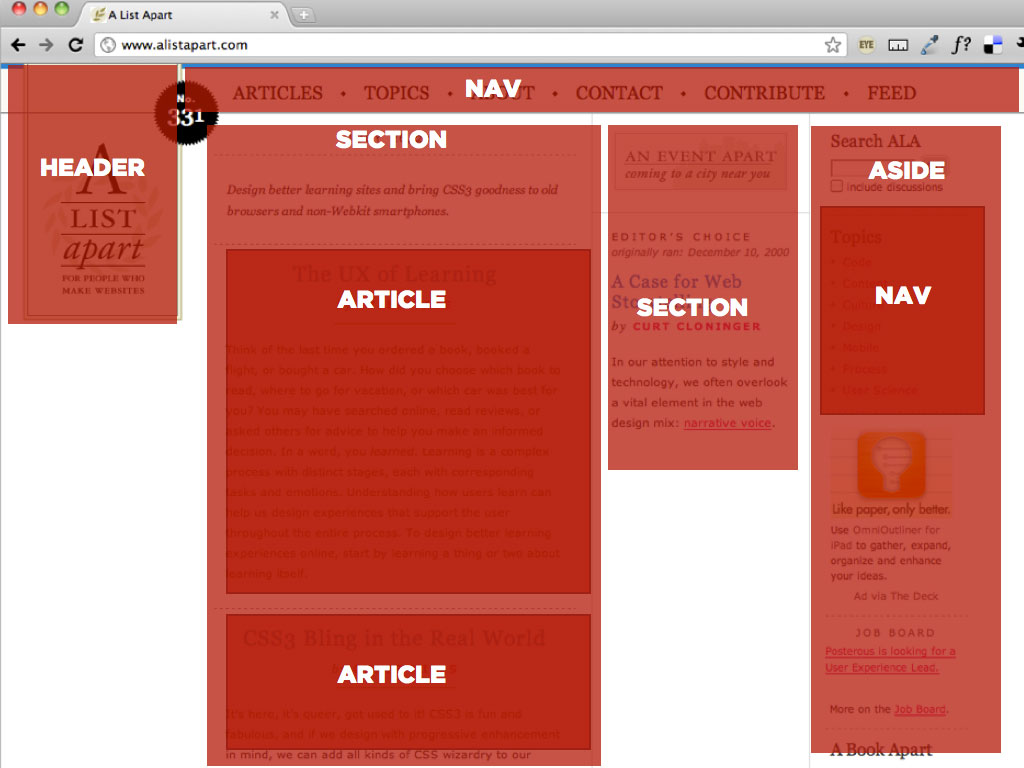 A List Apart
www.alistapart.com
EYE
f?
HEADER
A
LIST
apart
FOR PEOPLE WHO
MAKE WEBSITES
No.
331
NAV
ARTICLES • TOPICS • ABOUT • CONTACT • CONTRIBUTE • FEED
SECTION
Design better learning sites and bring CSS3 goodness to old
browsers and non-Webkit smartphones.
The UX of Learning
ARTICLE
Think of the last time you ordered a book, booked a
flight, or bought a car. How did you choose which book to
read, where to go for vacation, or which car was best for
you? You may have searched online, read reviews, or
asked others for advice to help you make an informed
decision. In a word, you learned. Learning is a complex
process with distinct stages, each with corresponding
tasks and emotions. Understanding how users learn can
help us design experiences that support the user
throughout the entire process. To design better learning
experiences online, start by learning a thing or two about
learning itself.
CSS3 Bling in the Real World
ARTICLE
It's here, it's queer, get used to it! CSS3 is fun and
fabulous, and if we design with progressive enhancement
in mind, we can add all kinds of CSS wizardry to our
AN EVENT APART
coming to a city near you
EDITOR'S CHOICE
originally ran: December 10, 2000
A Case for Web
SECTION
by CURT CLONINGER
In our attention to style and
technology, we often overlook
a vital element in the web
design mix: narrative voice.
Search ALA
ASIDE
include discussions
Topics
• Code
NAV
• Design
• Mobile
• Process
• User Science
Like paper, only better.
Use OmniOutliner for
iPad to gather, expand,
organize and enhance
your ideas.
Ad via The Deck
JOB BOARD
Posterous is looking for a
User Experience Lead.
More on the Job Board.
A Book Apart